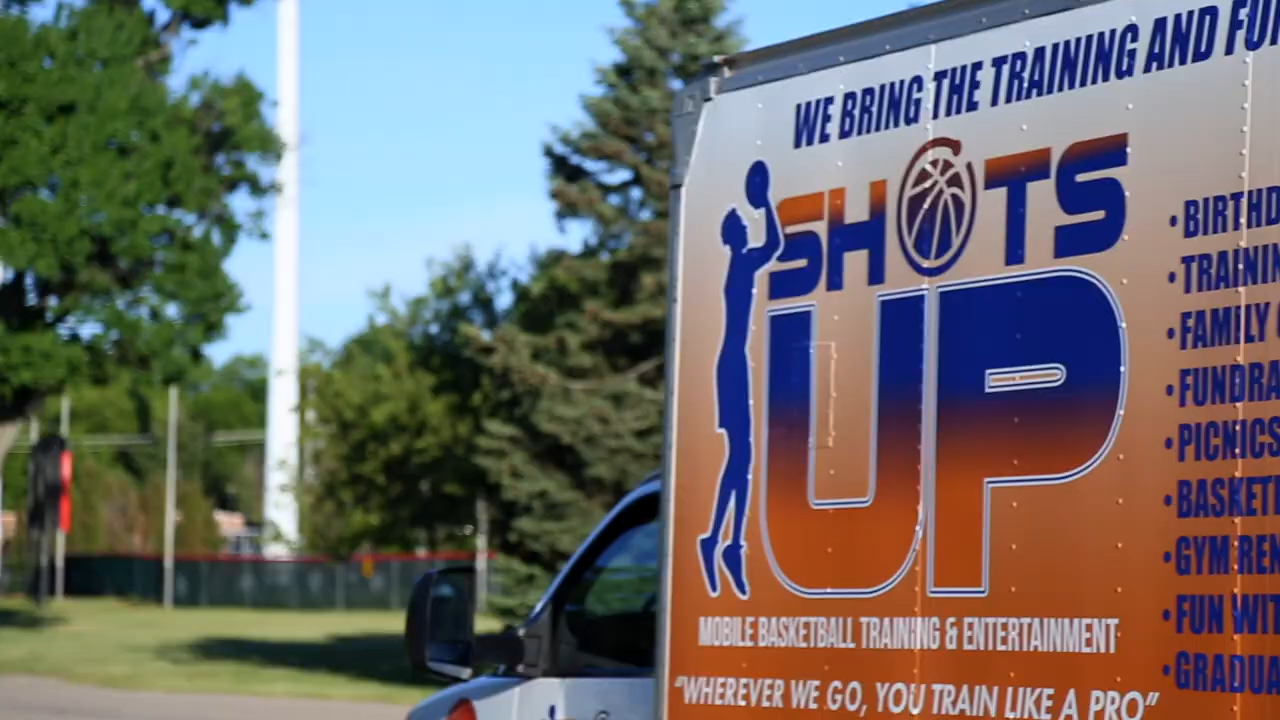 WE BRING THE TRAINING AND FUN
SHOTS
UP
MOBILE BASKETBALL TRAINING & ENTERTAINMENT
"WHEREVER WE GO, YOU TRAIN LIKE A PRO"
• BIRTHD
• TRAININ
• FAMILY
• FUNDRA
• PICNICS
• BASKET
• GYM REN
• FUN WIT
• GRADUA